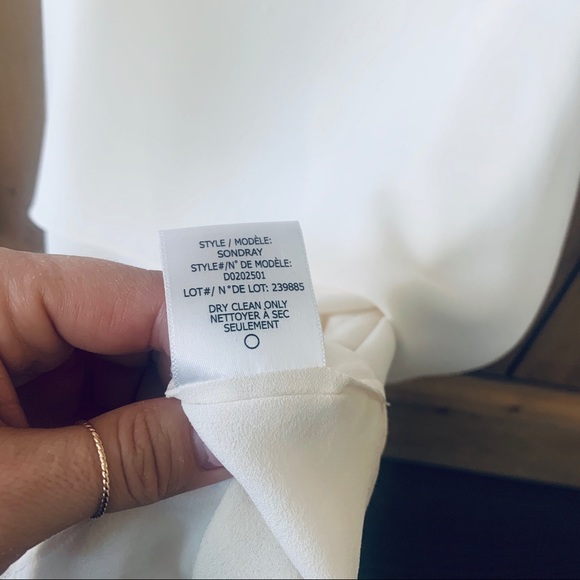 STYLE / MODÈLE:
SONDRAY
STYLE#/N° DE MODÈLE:
D0202501
LOT#/ N°DE LOT: 239885
DRY CLEAN ONLY
NETTOYER À SEC
SEULEMENT